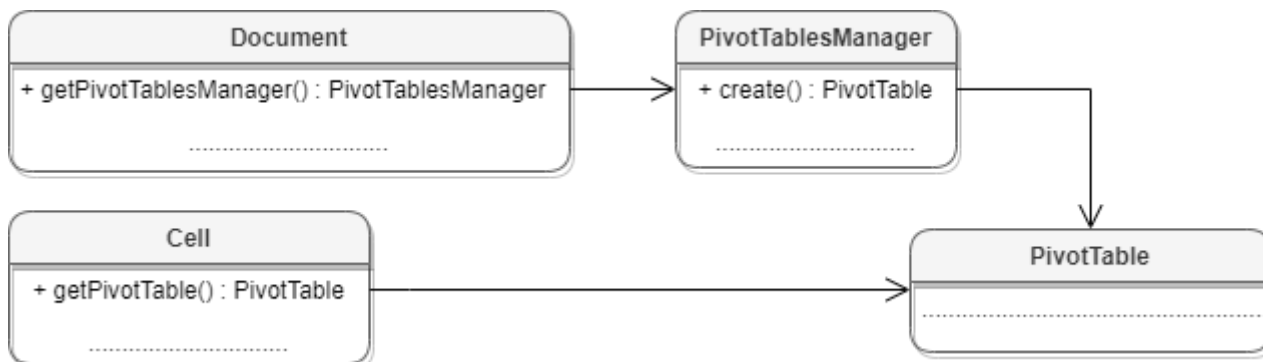 Document
+ getPivotTablesManager() : PivotTablesManager
..............................
PivotTablesManager
+ create() : PivotTable
..............................
Cell
+ getPivotTable() : PivotTable
..............................
PivotTable
....................................................